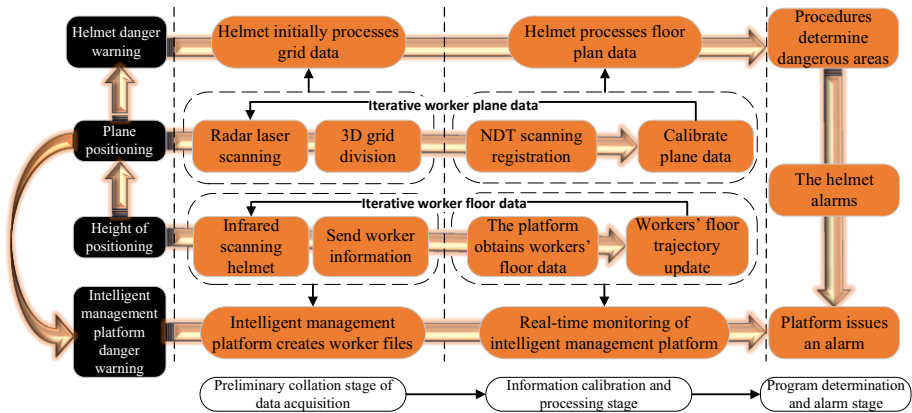 Helmet danger
warning
Helmet initially processes
grid data
Helmet processes floor
plan data
Procedures
determine
dangerous areas
Iterative worker plane data
Plane
positioning
Radar laser
scanning
3D grid
division
NDT scanning
registration
Calibrate
plane data
The helmet
alarms
Iterative worker floor data
Height of
positioning
Infrared
scanning
helmet
Send worker
information
The platform
obtains workers’
floor data
Workers’ floor
trajectory
update
Intelligent
management
platform
danger
warning
Intelligent management
platform creates worker files
Real-time monitoring of
intelligent management platform
Platform issues
an alarm
Preliminary collation stage of
data acquisition
Information calibration and
processing stage
Program determination
and alarm stage